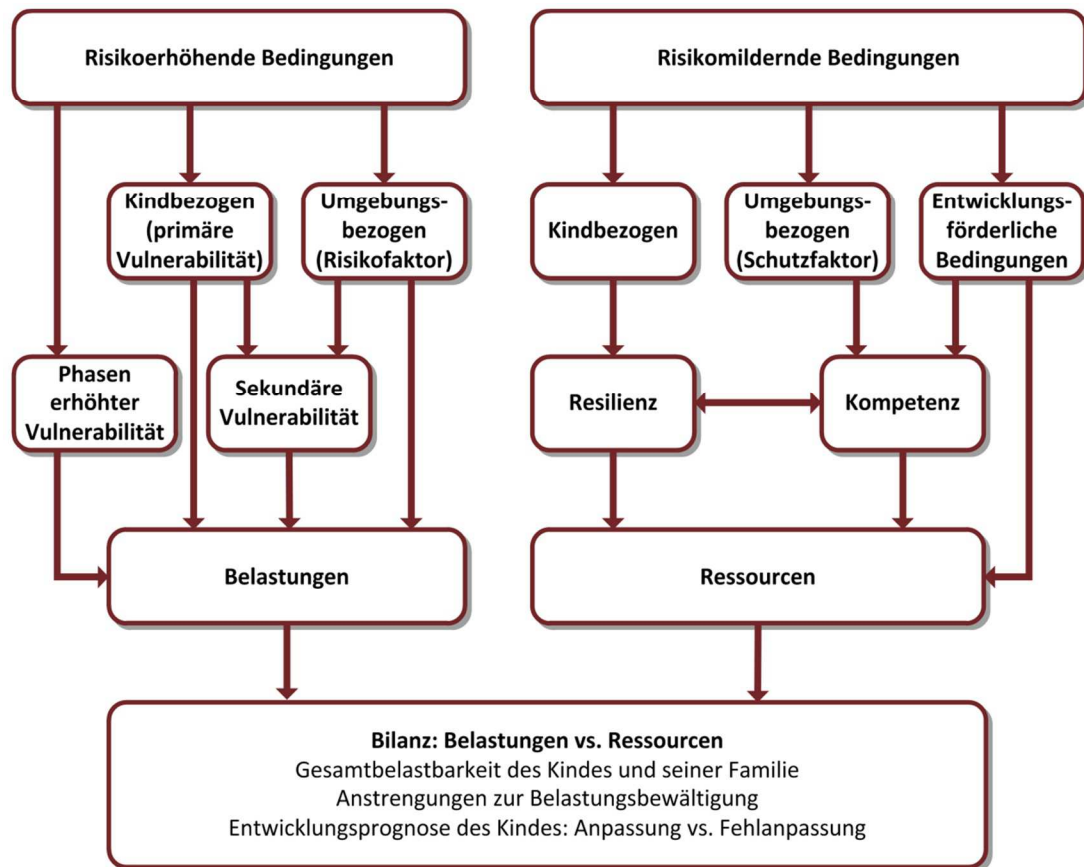 Risikoerhöhende Bedingungen
Risikomildernde Bedingungen
Kindbezogen
(primäre
Vulnerabilität)
Umgebungs-
bezogen
(Risikofaktor)
Kindbezogen
Umgebungs-
bezogen
(Schutzfaktor)
Entwicklungs-
förderliche
Bedingungen
Phasen
erhöhter
Vulnerabilität
Sekundäre
Vulnerabilität
Resilienz
Kompetenz
Belastungen
Ressourcen
Bilanz: Belastungen vs. Ressourcen
Gesamtbelastbarkeit des Kindes und seiner Familie
Anstrengungen zur Belastungsbewältigung
Entwicklungsprognose des Kindes: Anpassung vs. Fehlanpassung